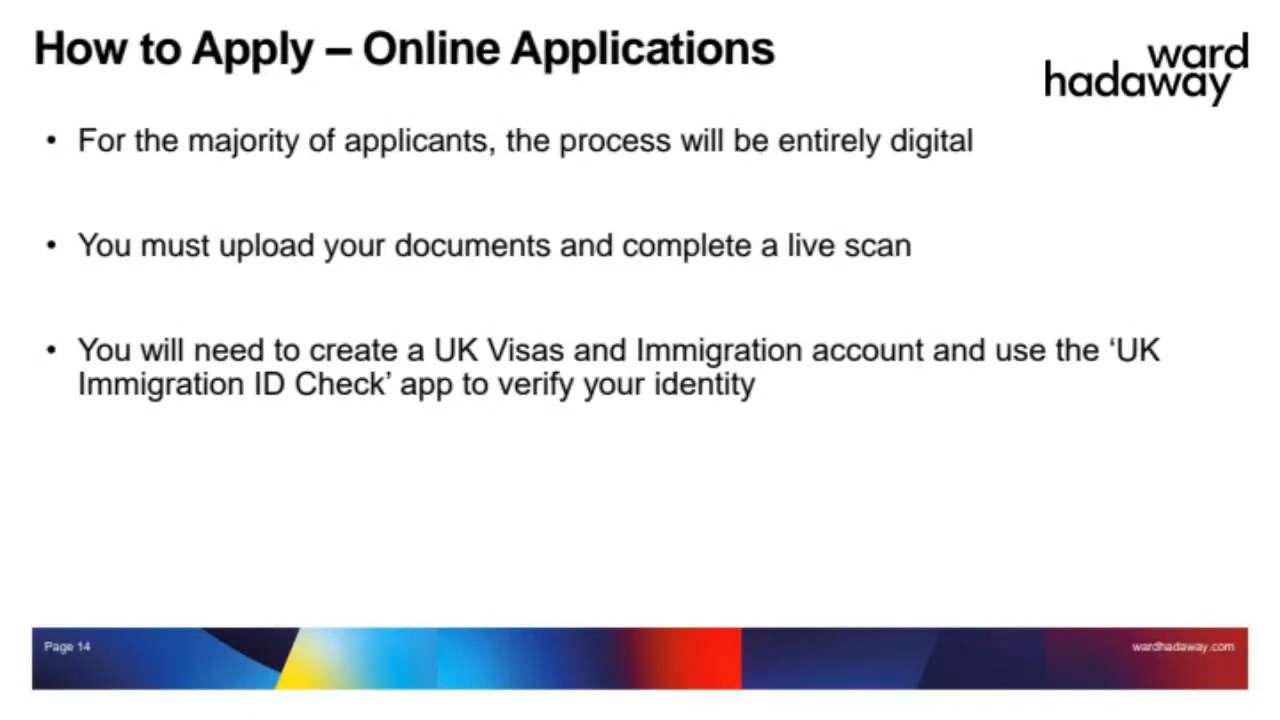 How to Apply – Online Applications
ward
hadaway
• For the majority of applicants, the process will be entirely digital
• You must upload your documents and complete a live scan
• You will need to create a UK Visas and Immigration account and use the ‘UK
Immigration ID Check’ app to verify your identity
Page 14
wardhadaway.com